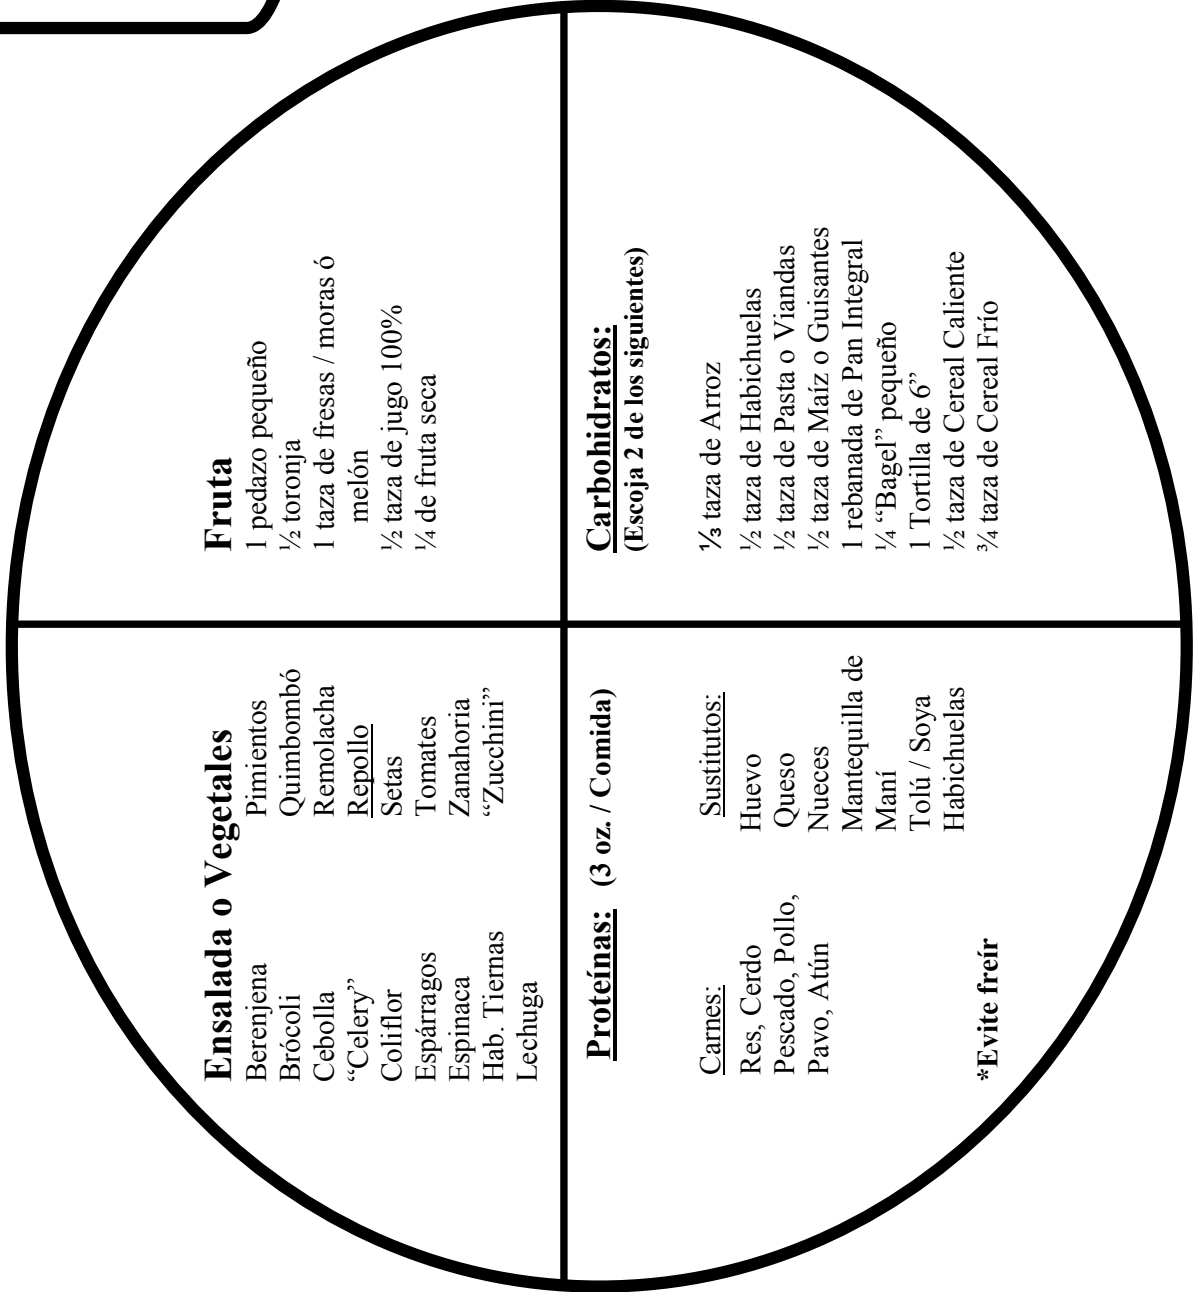 Ensalada o Vegetales
Berenjena
Brócoli
Cebolla
“Celery”
Coliflor
Espárragos
Espinaca
Hab. Tiernas
Lechuga
Pimientos
Quimbombó
Remolacha
Repollo
Setas
Tomates
Zanahoria
“Zucchini”
Fruta
1 pedazo pequeño
½ toronja
1 taza de fresas / moras ó
melón
½ taza de jugo 100%
¼ de fruta seca
Proteínas: (3 oz. / Comida)
Carnes:
Res, Cerdo
Pescado, Pollo,
Pavo, Atún
Sustitutos:
Huevo
Queso
Nueces
Mantequilla de
Maní
Tolú / Soya
Habichuelas
*Evite freír
Carbohidratos:
(Escoja 2 de los siguientes)
⅓ taza de Arroz
½ taza de Habichuelas
½ taza de Pasta o Viandas
½ taza de Maíz o Guisantes
1 rebanada de Pan Integral
¼ “Bagel” pequeño
1 Tortilla de 6”
½ taza de Cereal Caliente
¾ taza de Cereal Frío